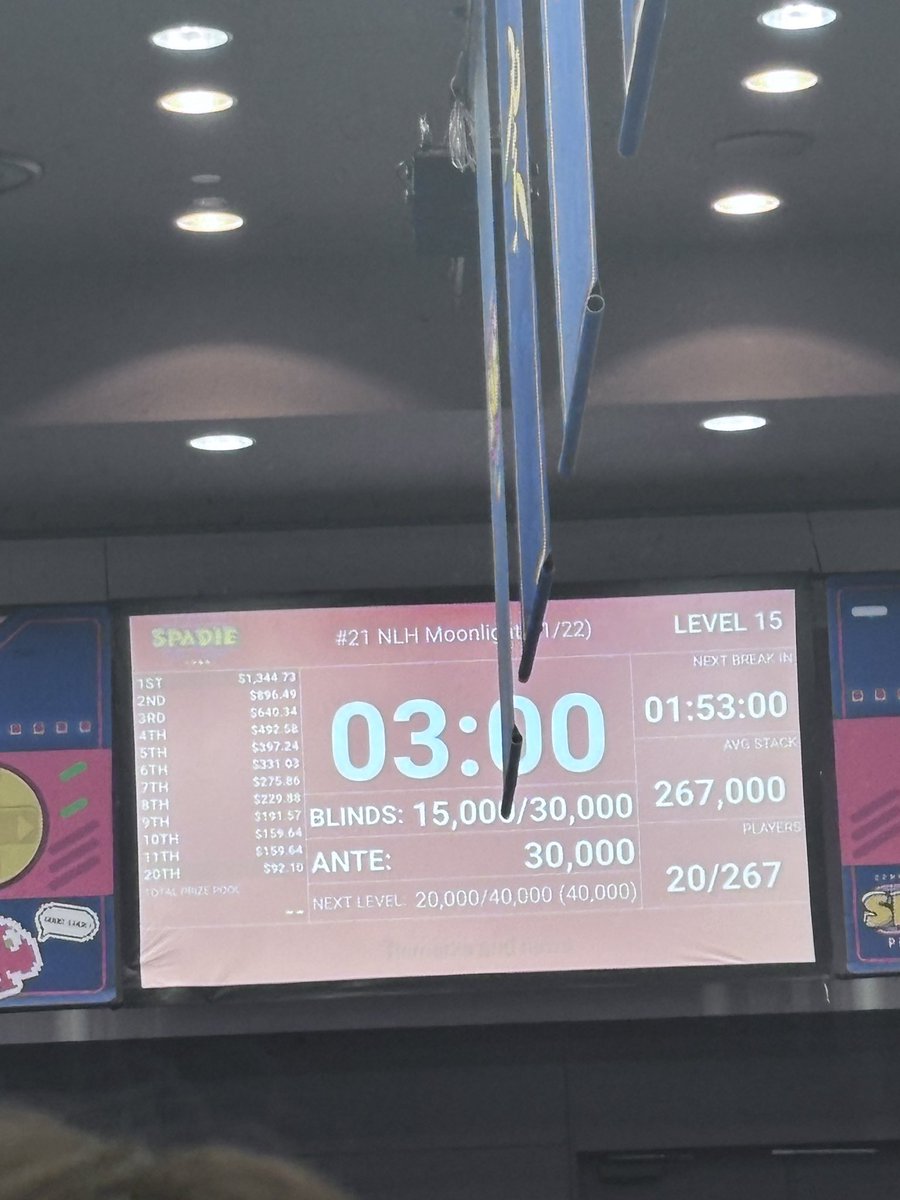 SPADIE
#21 NLH Moonlight 1/22)
LEVEL 15
1ST $1,344.73
2ND $896.49
3RD $640.34
4TH $492.58
5TH $397.24
6TH $331.03
7TH $275.86
8TH $229.88
9TH $191.57
10TH $159.64
11TH $159.64
20TH $92.10
TOTAL PRIZE POOL
--
03:00
BLINDS: 15,000/30,000
ANTE: 30,000
NEXT LEVEL 20,000/40,000 (40,000)
NEXT BREAK IN
01:53:00
AVG STACK
267,000
PLAYERS
20/267